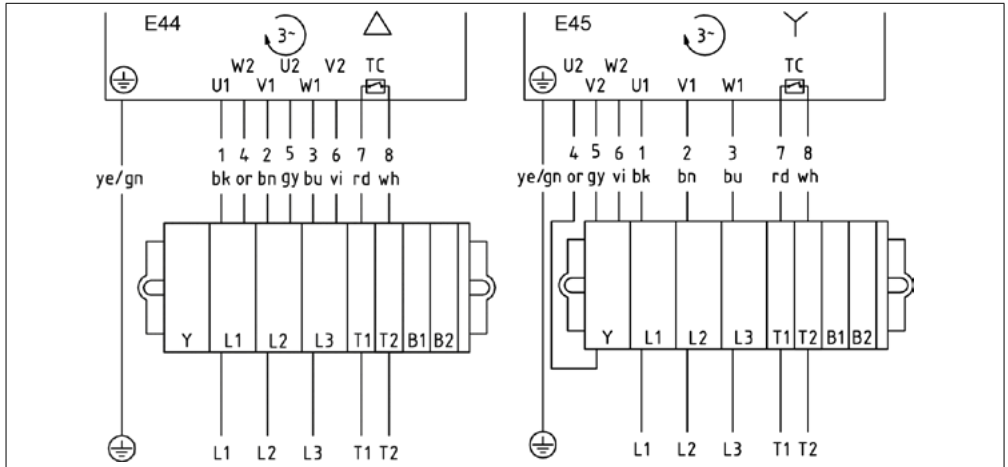 E44 3~ TC
W2 U2 V2
U1 V1 W1
1 4 2 5 3 6 7 8
ye/gn bk or bn gy bu vi rd wh
Y L1 L2 L3 T1 T2 B1 B2
L1 L2 L3 T1 T2
E45 3~ TC
U2 W2
V2 U1 V1 W1
4 5 6 1 2 3 7 8
ye/gn or gy vi bk bn bu rd wh
Y L1 L2 L3 T1 T2 B1 B2
L1 L2 L3 T1 T2